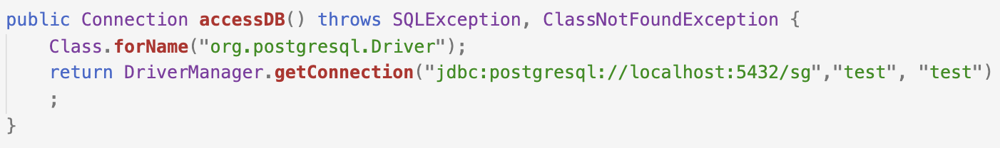 public Connection accessDB() throws SQLException, ClassNotFoundException {
    Class.forName("org.postgresql.Driver");
    return DriverManager.getConnection("jdbc:postgresql://localhost:5432/sg","test", "test")
    ;
}